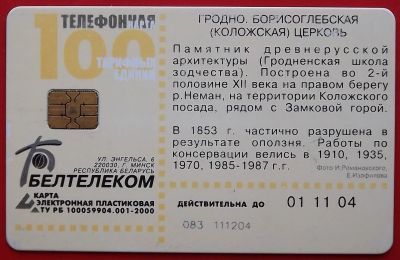 ТЕЛЕФОННАЯ
100
ТАРИФНЫХ
ЕДИНИЦ
УЛ. ЭНГЕЛЬСА, 6
220030, Г. МИНСК
РЕСПУБЛИКА БЕЛАРУСЬ
БЕЛТЕЛЕКОМ
КАРТА
ЭЛЕКТРОННАЯ ПЛАСТИКОВАЯ
ТУ РБ 100059904.001-2000
ГРОДНО. БОРИСОГЛЕБСКАЯ
(КОЛОЖСКАЯ) ЦЕРКОВЬ
Памятник древнерусской
архитектуры (Гродненская школа
зодчества). Построена во 2-й
половине XII века на правом берегу
р.Неман, на территории Коложского
посада, рядом с Замковой горой.
В 1853 г. частично разрушена в
результате оползня. Работы по
консервации велись в 1910, 1935,
1970, 1985-1987 г.г.
Фото И.Романовского,
Е.Изофатова
ДЕЙСТВИТЕЛЬНА ДО 01 11 04
083 111204